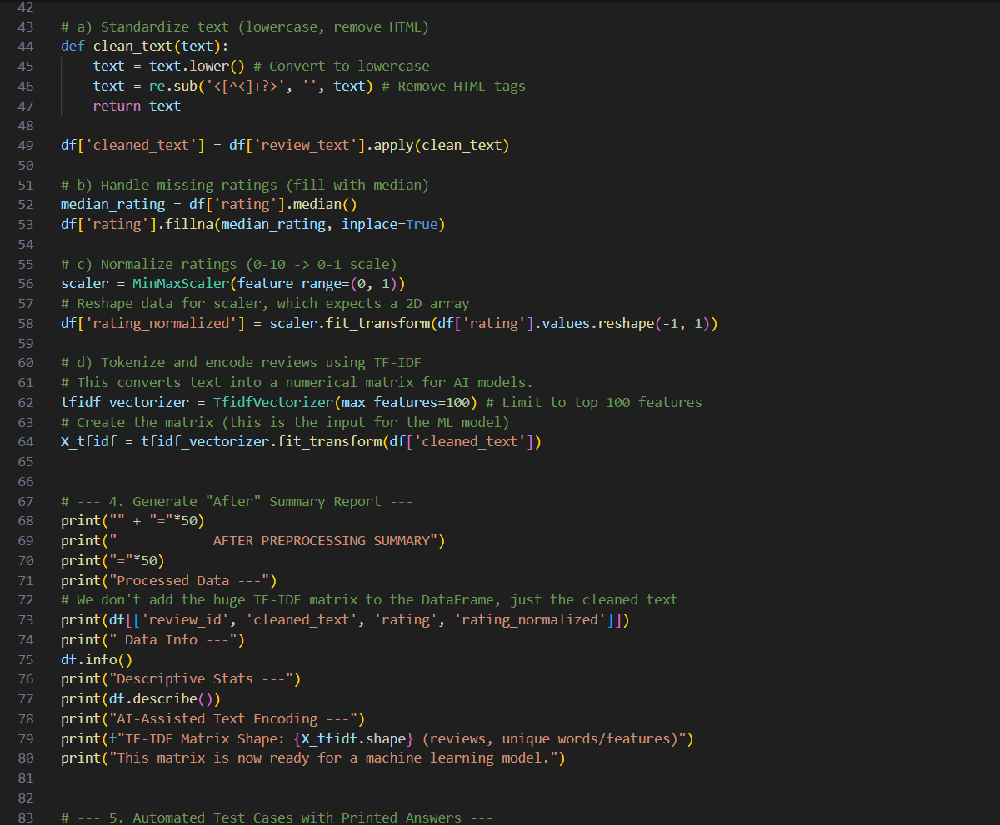 42
43 # a) Standardize text (lowercase, remove HTML)
44 def clean_text(text):
45     text = text.lower() # Convert to lowercase
46     text = re.sub('<[^<]+?>', '', text) # Remove HTML tags
47     return text
48
49 df['cleaned_text'] = df['review_text'].apply(clean_text)
50
51 # b) Handle missing ratings (fill with median)
52 median_rating = df['rating'].median()
53 df['rating'].fillna(median_rating, inplace=True)
54
55 # c) Normalize ratings (0-10 -> 0-1 scale)
56 scaler = MinMaxScaler(feature_range=(0, 1))
57 # Reshape data for scaler, which expects a 2D array
58 df['rating_normalized'] = scaler.fit_transform(df['rating'].values.reshape(-1, 1))
59
60 # d) Tokenize and encode reviews using TF-IDF
61 # This converts text into a numerical matrix for AI models.
62 tfidf_vectorizer = TfidfVectorizer(max_features=100) # Limit to top 100 features
63 # Create the matrix (this is the input for the ML model)
64 X_tfidf = tfidf_vectorizer.fit_transform(df['cleaned_text'])
65
66
67 # --- 4. Generate "After" Summary Report ---
68 print("" + "="*50)
69 print("            AFTER PREPROCESSING SUMMARY")
70 print("="*50)
71 print("Processed Data ---")
72 # We don't add the huge TF-IDF matrix to the DataFrame, just the cleaned text
73 print(df[['review_id', 'cleaned_text', 'rating', 'rating_normalized']])
74 print(" Data Info ---")
75 df.info()
76 print("Descriptive Stats ---")
77 print(df.describe())
78 print("AI-Assisted Text Encoding ---")
79 print(f"TF-IDF Matrix Shape: {X_tfidf.shape} (reviews, unique words/features)")
80 print("This matrix is now ready for a machine learning model.")
81
82
83 # --- 5. Automated Test Cases with Printed Answers ---